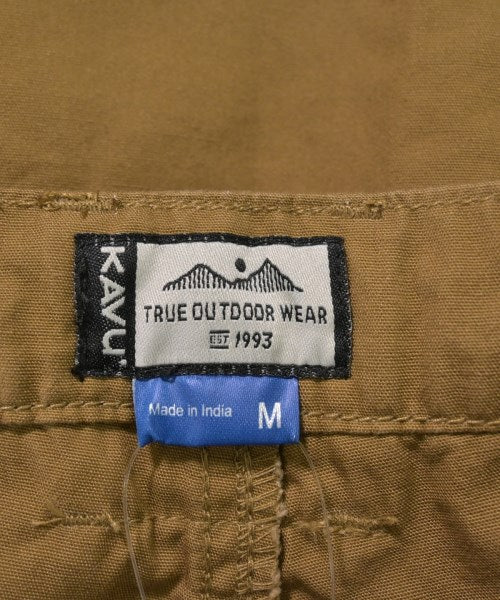 KAVU
TRUE OUTDOOR WEAR
EST 1993
Made in India M